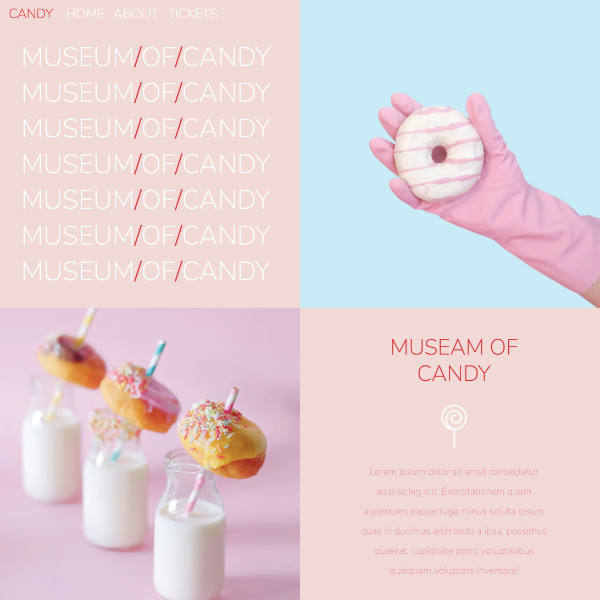 CANDY HOME ABOUT TICKETS
MUSEUM/OF/CANDY
MUSEUM/OF/CANDY
MUSEUM/OF/CANDY
MUSEUM/OF/CANDY
MUSEUM/OF/CANDY
MUSEUM/OF/CANDY
MUSEUM/OF/CANDY
MUSEAM OF
CANDY
Lorem ipsum dolor sit amet consectetur
adipisicing elit. Exercitationem quam
asperiores eaque fuga minus soluta ipsum
quas id ducimus architecto a ipsa, possimus
quaerat, cupiditate porro voluptatibus
quisquam voluptate inventore!